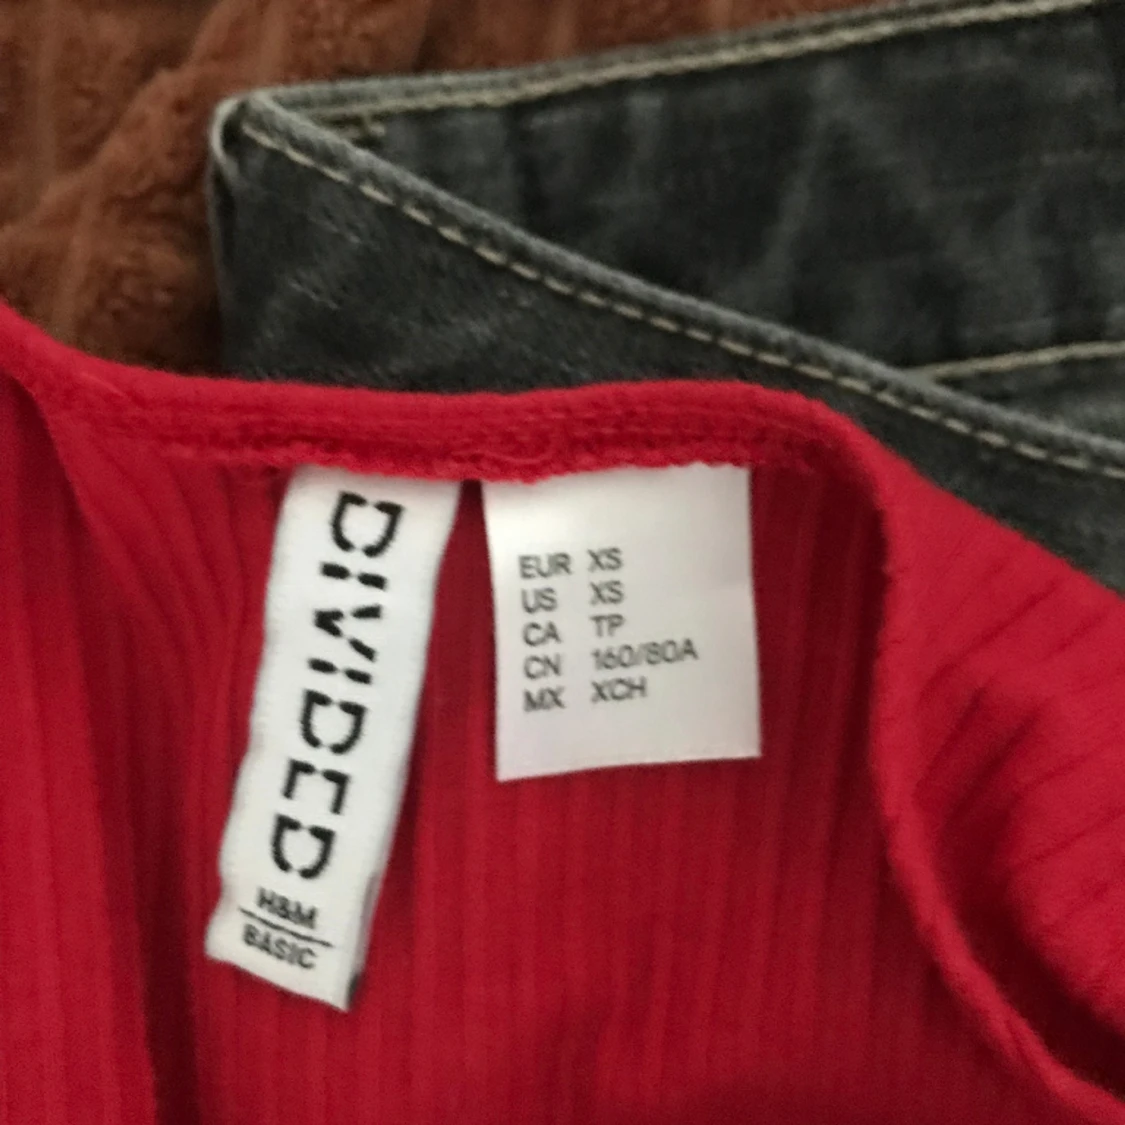 DIVIDED
H&M
BASIC
EUR XS
US XS
CA TP
CN 160/80A
MX XCH